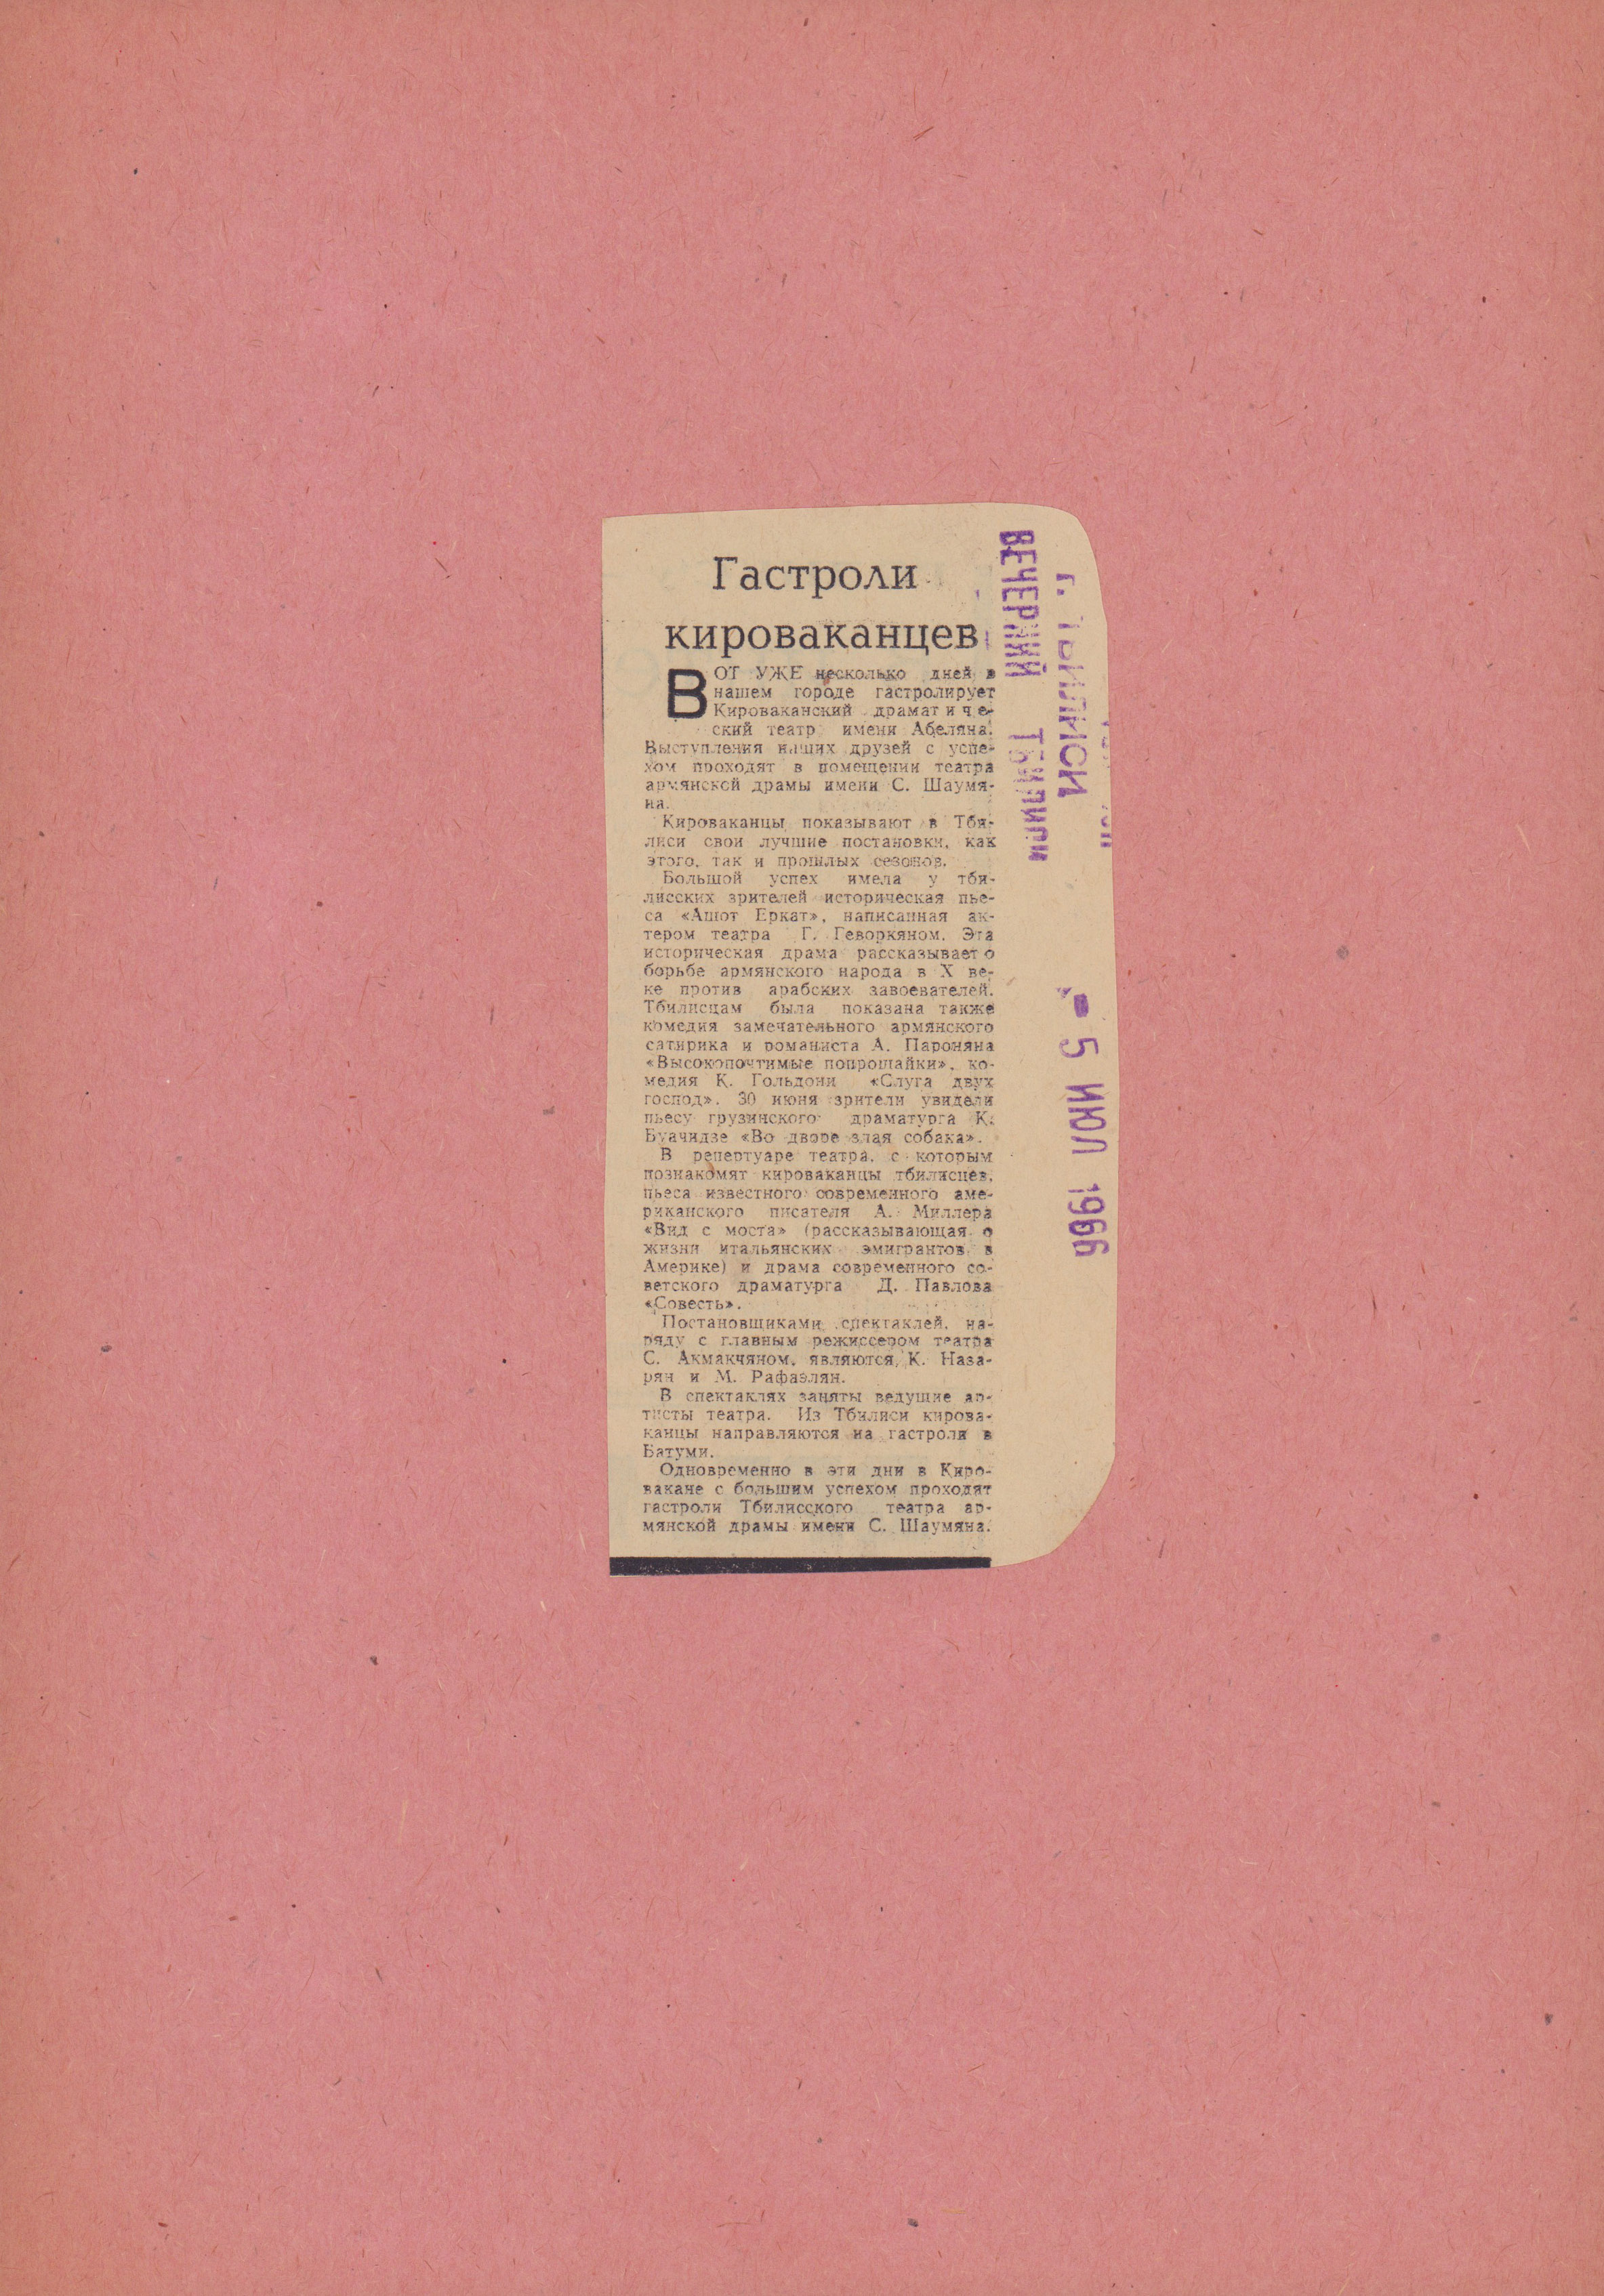 Гастроли
кироваканцев
ВОТ УЖЕ несколько дней в
нашем городе гастролирует
Кироваканский драматиче-
ский театр имени Абеляна.
Выступления наших друзей с успе-
хом проходят в помещении театра
армянской драмы имени С. Шаумя-
на.
Кироваканцы показывают в Тби-
лиси свои лучшие постановки, как
этого, так и прошлых сезонов.
Большой успех имела у тби-
лисских зрителей историческая пье-
са «Ашот Еркат», написанная ак-
тером театра Г. Геворкяном. Эта
историческая драма рассказывает о
борьбе армянского народа в X ве-
ке против арабских завоевателей.
Тбилисцам была показана также
комедия замечательного армянского
сатирика и романиста А. Пароняна
«Высокопочтимые попрошайки», ко-
медия К. Гольдони «Слуга двух
господ». 30 июня зрители увидели
пьесу грузинского драматурга К.
Буачидзе «Во дворе злая собака».
В репертуаре театра, с которым
познакомят кироваканцы тбилисцев,
пьеса известного современного аме-
риканского писателя А. Миллера
«Вид с моста» (рассказывающая о
жизни итальянских эмигрантов в
Америке) и драма современного со-
ветского драматурга Д. Павлова
«Совесть».
Постановщиками спектаклей, на-
ряду с главным режиссером театра
С. Акмакчяном, являются К. Наза-
рян и М. Рафаэлян.
В спектаклях заняты ведущие ар-
тисты театра. Из Тбилиси кирова-
канцы направляются на гастроли в
Батуми.
Одновременно в эти дни в Киро-
вакане с большим успехом проходят
гастроли Тбилисского театра ар-
мянской драмы имени С. Шаумяна.
ВЕЧЕРНИЙ Тбилиси
г. ТБИЛИСИ
- 5 ИЮЛ 1966